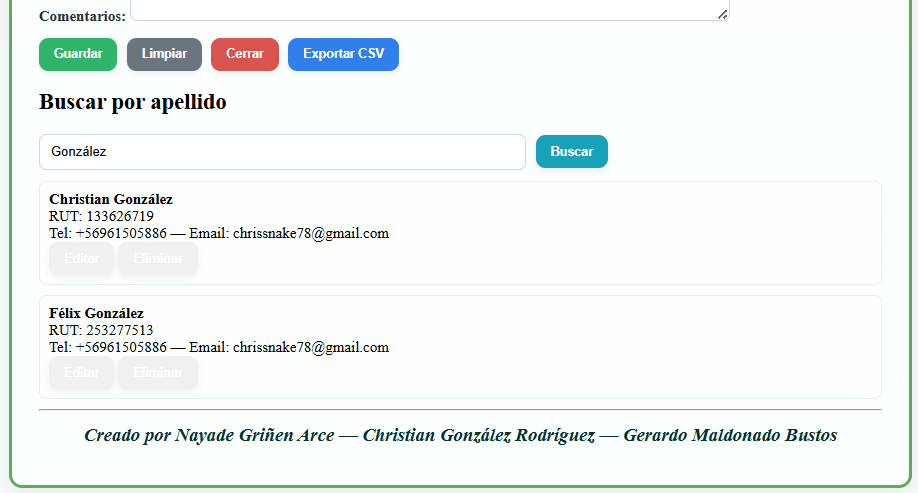 Comentarios:
Guardar Limpiar Cerrar Exportar CSV
Buscar por apellido
González Buscar
Christian González
RUT: 133626719
Tel: +56961505886 — Email: chrissnake78@gmail.com
Editar Eliminar
Félix González
RUT: 253277513
Tel: +56961505886 — Email: chrissnake78@gmail.com
Editar Eliminar
Creado por Nayade Griñen Arce — Christian González Rodríguez — Gerardo Maldonado Bustos